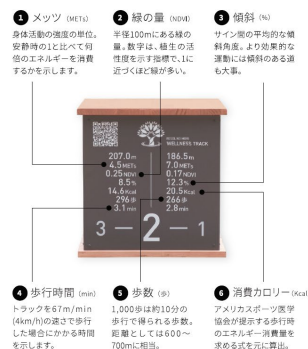 1 メッツ (METs)
身体活動の強度の単位。
安静時の1と比べて何
倍のエネルギーを消費
するかを示します。
2 緑の量 (NDVI)
半径100mにある緑の
量。数字は、植生の活
性度を示す指標で、1に
近づくほど緑が多い。
3 傾斜 (%)
サイン間の平均的な傾
斜角度。より効果的な
運動には傾斜のある道
も大事。
WELLNESS TRACK
207.0m
4.5METs
0.25NDVI
8.5%
14.6Kcal
296歩
3.1min
186.5m
7.0METs
0.17NDVI
12.3%
20.5Kcal
266歩
2.8min
3 — 2 — 1
4 歩行時間 (min)
トラックを67m/min
(4km/h)の速さで歩行
した場合にかかる時間
を示します。
5 歩数 (歩)
1,000歩は約10分の
歩行で得られる歩数。
距離としては600～
700mに相当。
6 消費カロリー(Kcal)
アメリカスポーツ医学
協会が提示する歩行時
のエネルギー消費量を
求める式を元に算出。